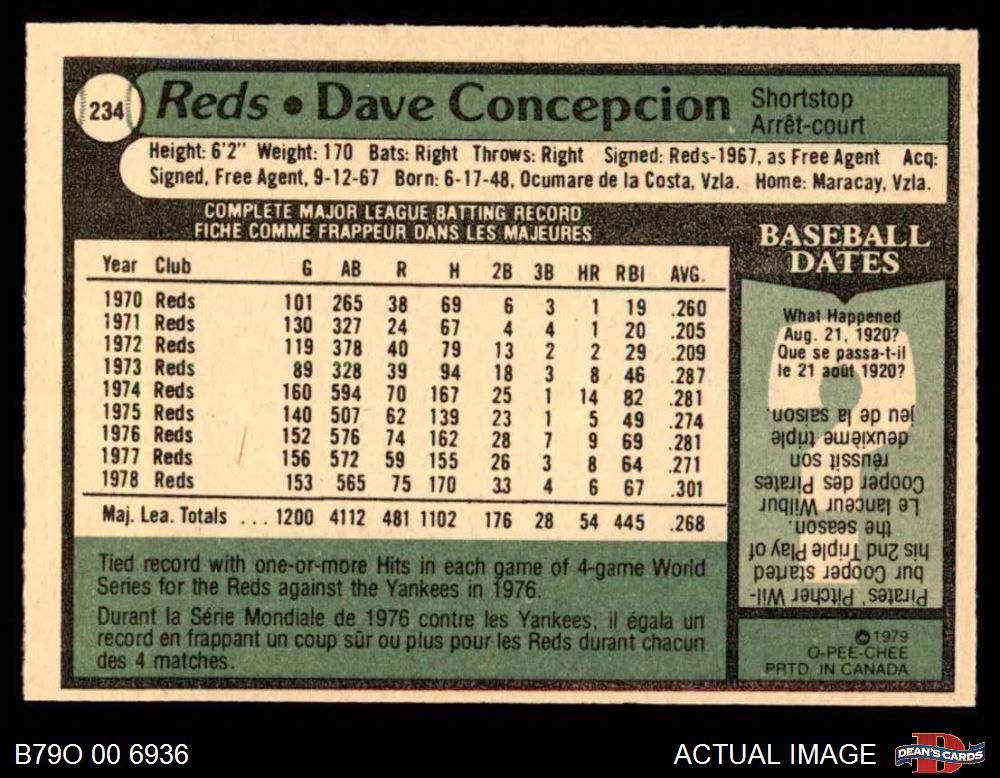 234
Reds • Dave Concepcion
Shortstop
Arrêt-court
Height: 6'2" Weight: 170 Bats: Right Throws: Right Signed: Reds-1967, as Free Agent Acq:
Signed, Free Agent, 9-12-67 Born: 6-17-48, Ocumare de la Costa, Vzla. Home: Maracay, Vzla.
COMPLETE MAJOR LEAGUE BATTING RECORD
FICHE COMME FRAPPEUR DANS LES MAJEURES
Year Club G AB R H 2B 3B HR RBI AVG.
1970 Reds 101 265 38 69 6 3 1 19 .260
1971 Reds 130 327 24 67 4 4 1 20 .205
1972 Reds 119 378 40 79 13 2 2 29 .209
1973 Reds 89 328 39 94 18 3 8 46 .287
1974 Reds 160 594 70 167 25 1 14 82 .281
1975 Reds 140 507 62 139 23 1 5 49 .274
1976 Reds 152 576 74 162 28 7 9 69 .281
1977 Reds 156 572 59 155 26 3 8 64 .271
1978 Reds 153 565 75 170 33 4 6 67 .301
Maj. Lea. Totals ... 1200 4112 481 1102 176 28 54 445 .268
Tied record with one-or-more Hits in each game of 4-game World
Series for the Reds against the Yankees in 1976.
Durant la Série Mondiale de 1976 contre les Yankees, il égala un
record en frappant un coup sûr ou plus pour les Reds durant chacun
des 4 matches.
BASEBALL
DATES
What Happened
Aug. 21, 1920?
Que se passa-t-il
le 21 août 1920?
Pirates' Pitcher Wil-
bur Cooper started
his 2nd Triple Play of
the season.
Le lanceur Wilbur
Cooper des Pirates
réussit son
deuxième triple
jeu de la saison.
© 1979
O-PEE-CHEE
PRTD IN CANADA
B79O 00 6936
ACTUAL IMAGE
DEAN'S CARDS